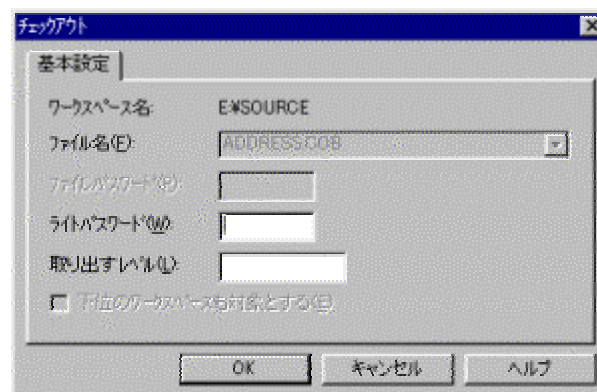 チェックアウト
基本設定
ワークスペース名: E:¥SOURCE
ファイル名(F): ADDRESS.COB
ファイルパスワード(P):
ライトパスワード(W):
取り出すレベル(L):
下位のワークスペースも対象とする(E)
OK キャンセル ヘルプ